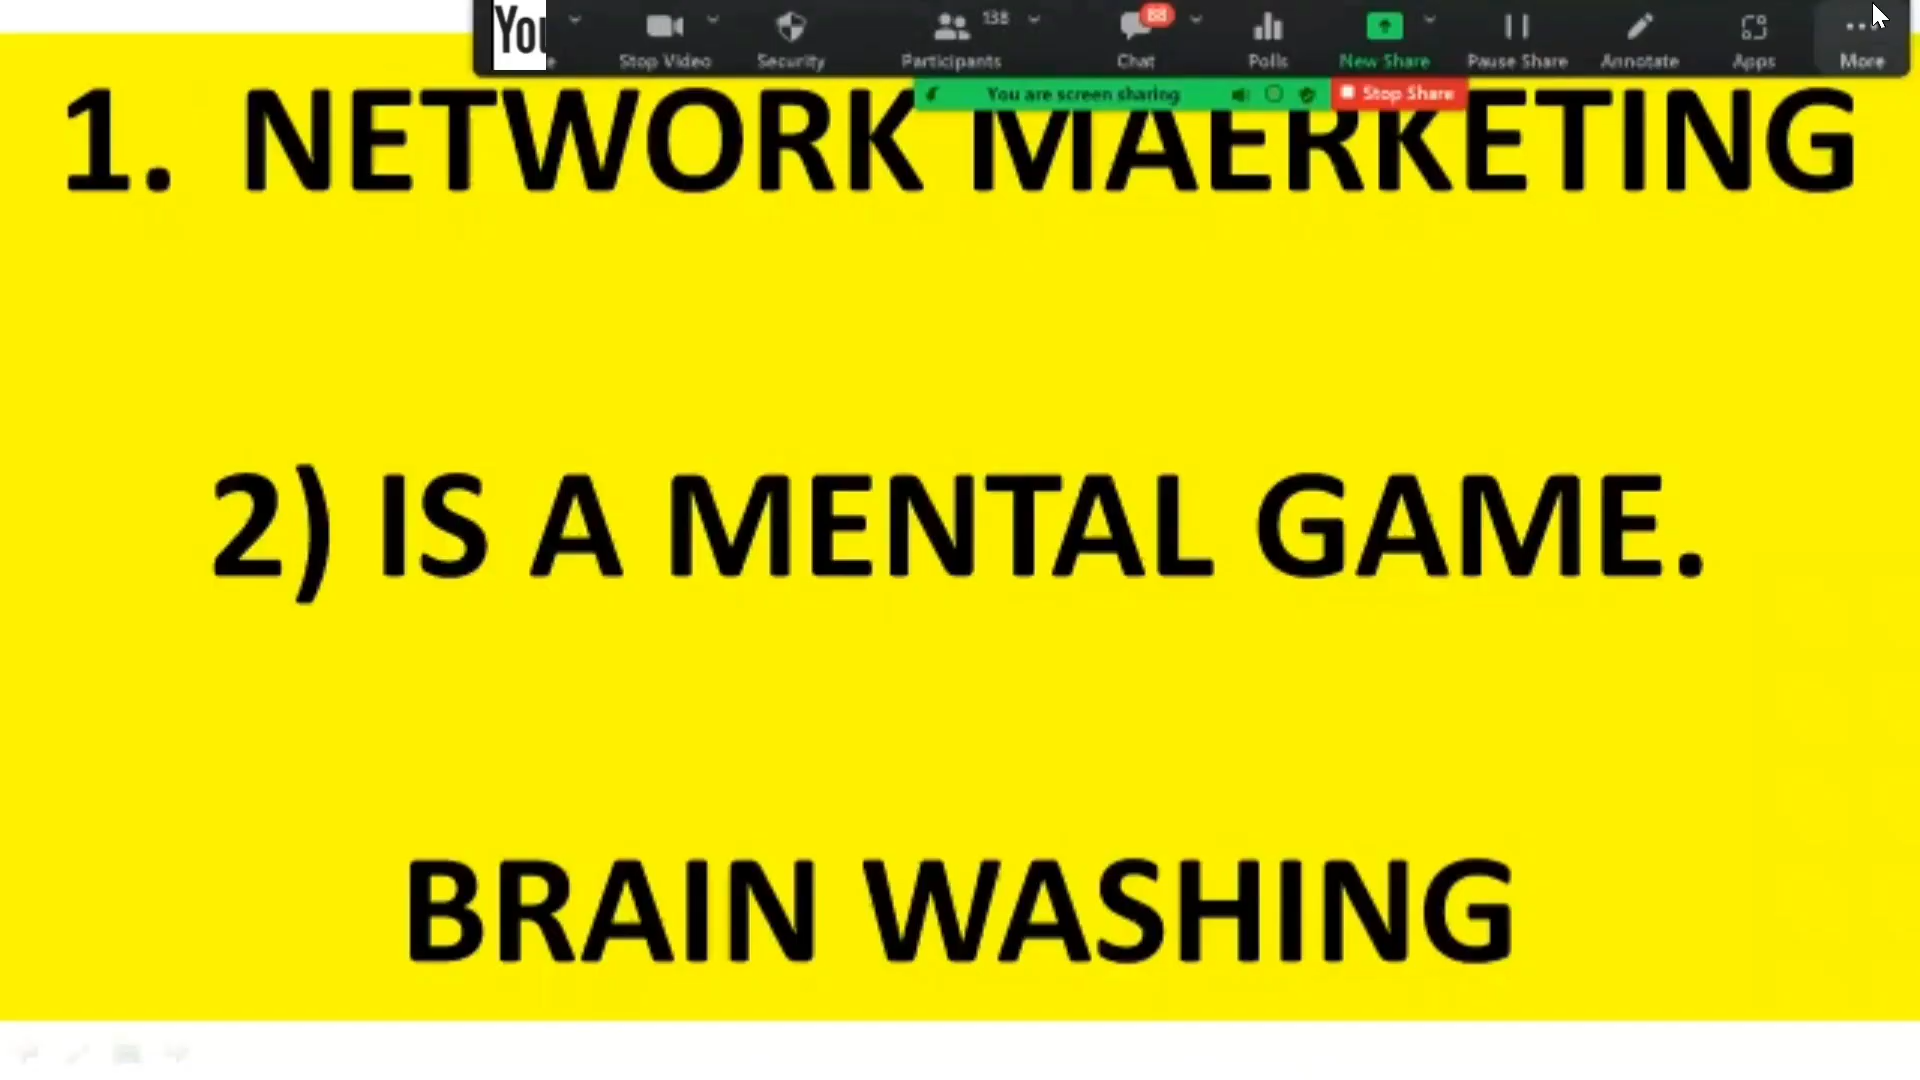 You
138
88
Stop Video
Security
Participants
Chat
Polls
New Share
Pause Share
Annotate
Apps
More
You are screen sharing
Stop Share
1. NETWORK MAERKETING
2) IS A MENTAL GAME.
BRAIN WASHING